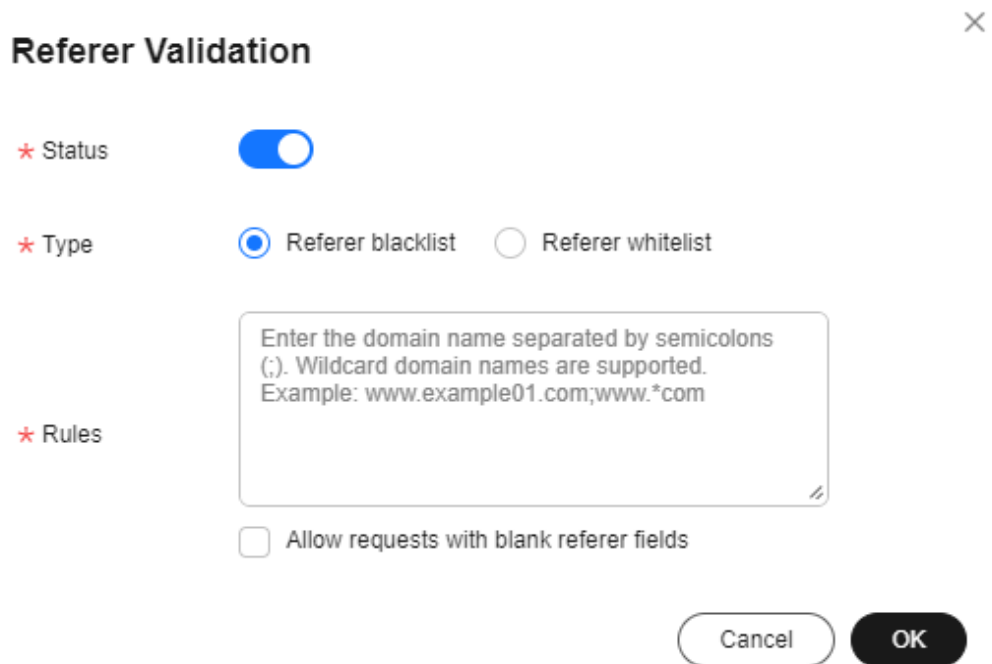 Referer Validation
* Status
* Type
Referer blacklist
Referer whitelist
* Rules
Enter the domain name separated by semicolons
(;). Wildcard domain names are supported.
Example: www.example01.com;www.*com
Allow requests with blank referer fields
Cancel
OK